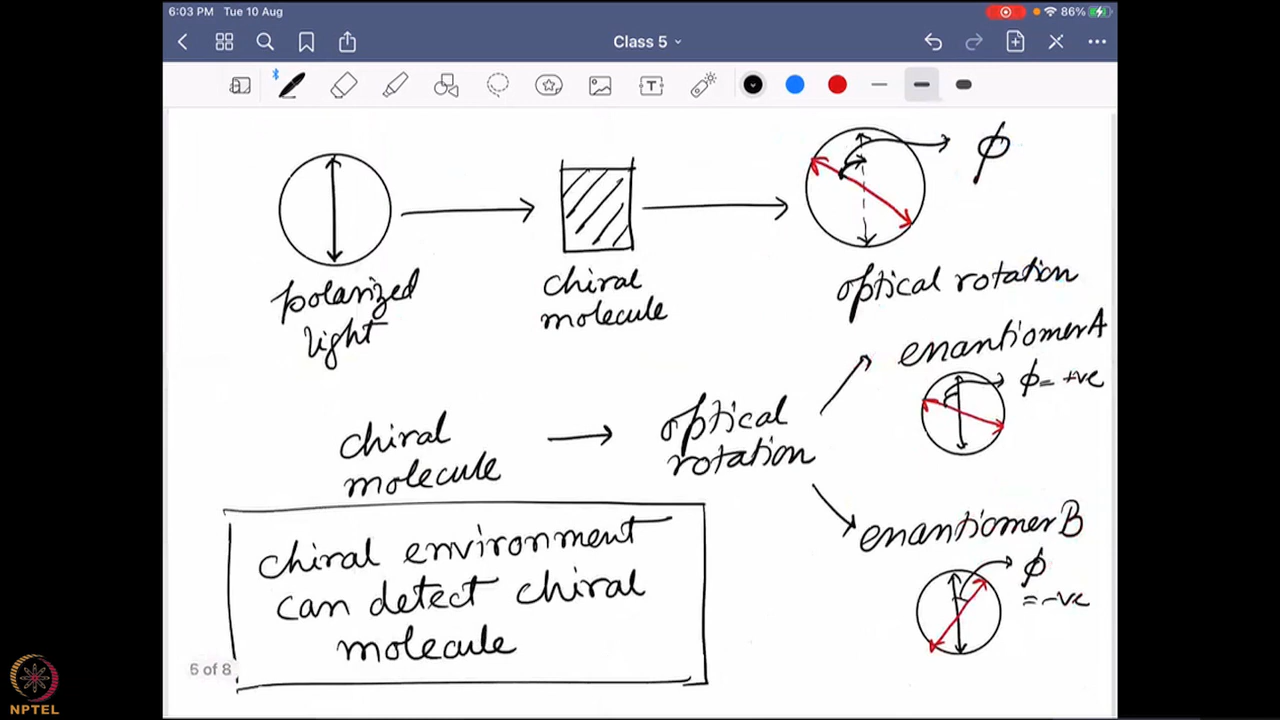 6:03 PM Tue 10 Aug
86%
Class 5
T
ϕ
polarized
light
chiral
molecule
optical rotation
enantiomer A
ϕ = +ve
chiral
molecule
optical
rotation
enantiomer B
ϕ
= -ve
chiral environment
can detect chiral
molecule
5 of 8
NPTEL